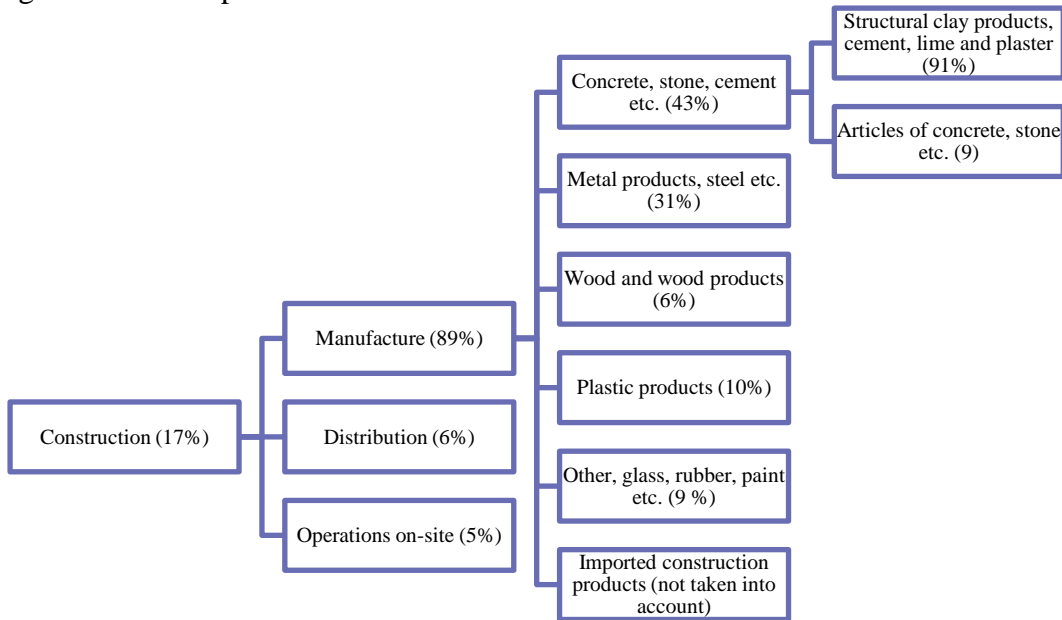 Structural clay products,
cement, lime and plaster
(91%)
Concrete, stone, cement
etc. (43%)
Articles of concrete, stone
etc. (9)
Metal products, steel etc.
(31%)
Wood and wood products
(6%)
Manufacture (89%)
Plastic products (10%)
Construction (17%)
Distribution (6%)
Other, glass, rubber, paint
etc. (9 %)
Operations on-site (5%)
Imported construction
products (not taken into
account)